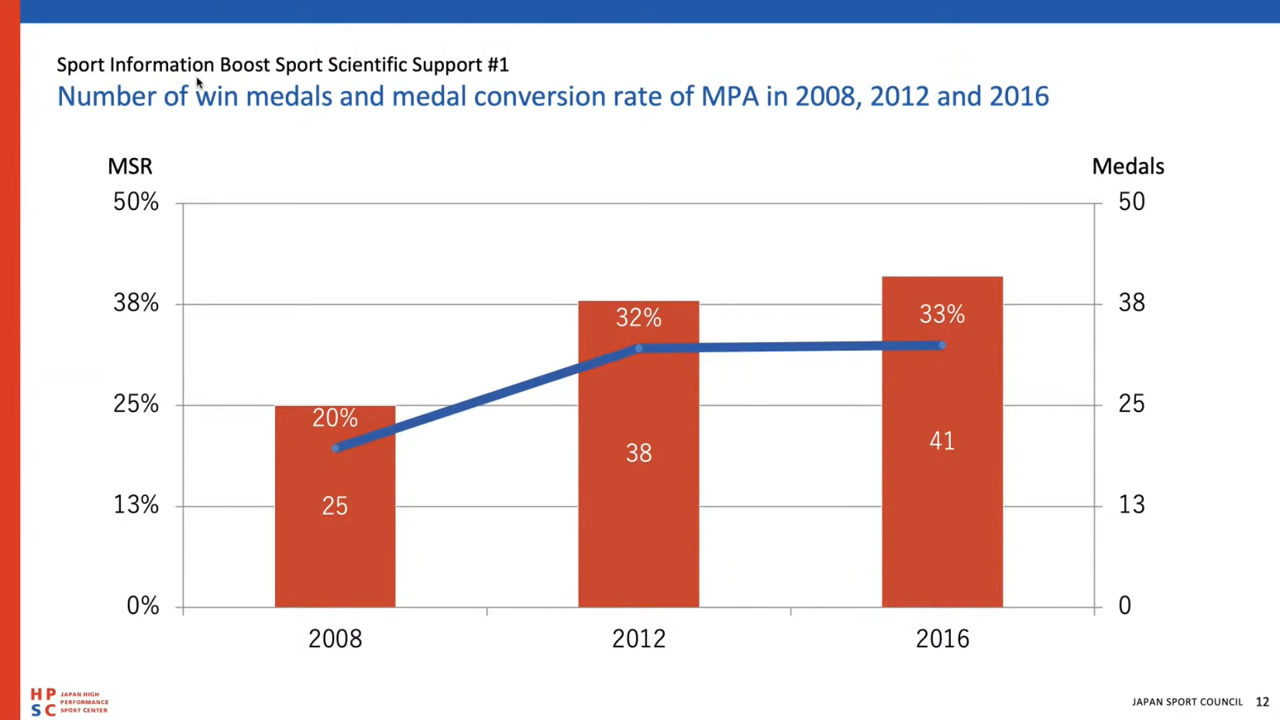 Sport Information Boost Sport Scientific Support #1
Number of win medals and medal conversion rate of MPA in 2008, 2012 and 2016
MSR
Medals
50%
50
38%
32%
33%
38
25%
20%
25
38
41
25
13%
13
0%
0
2008
2012
2016
HP
SC
JAPAN HIGH
PERFORMANCE
SPORT CENTER
JAPAN SPORT COUNCIL 12